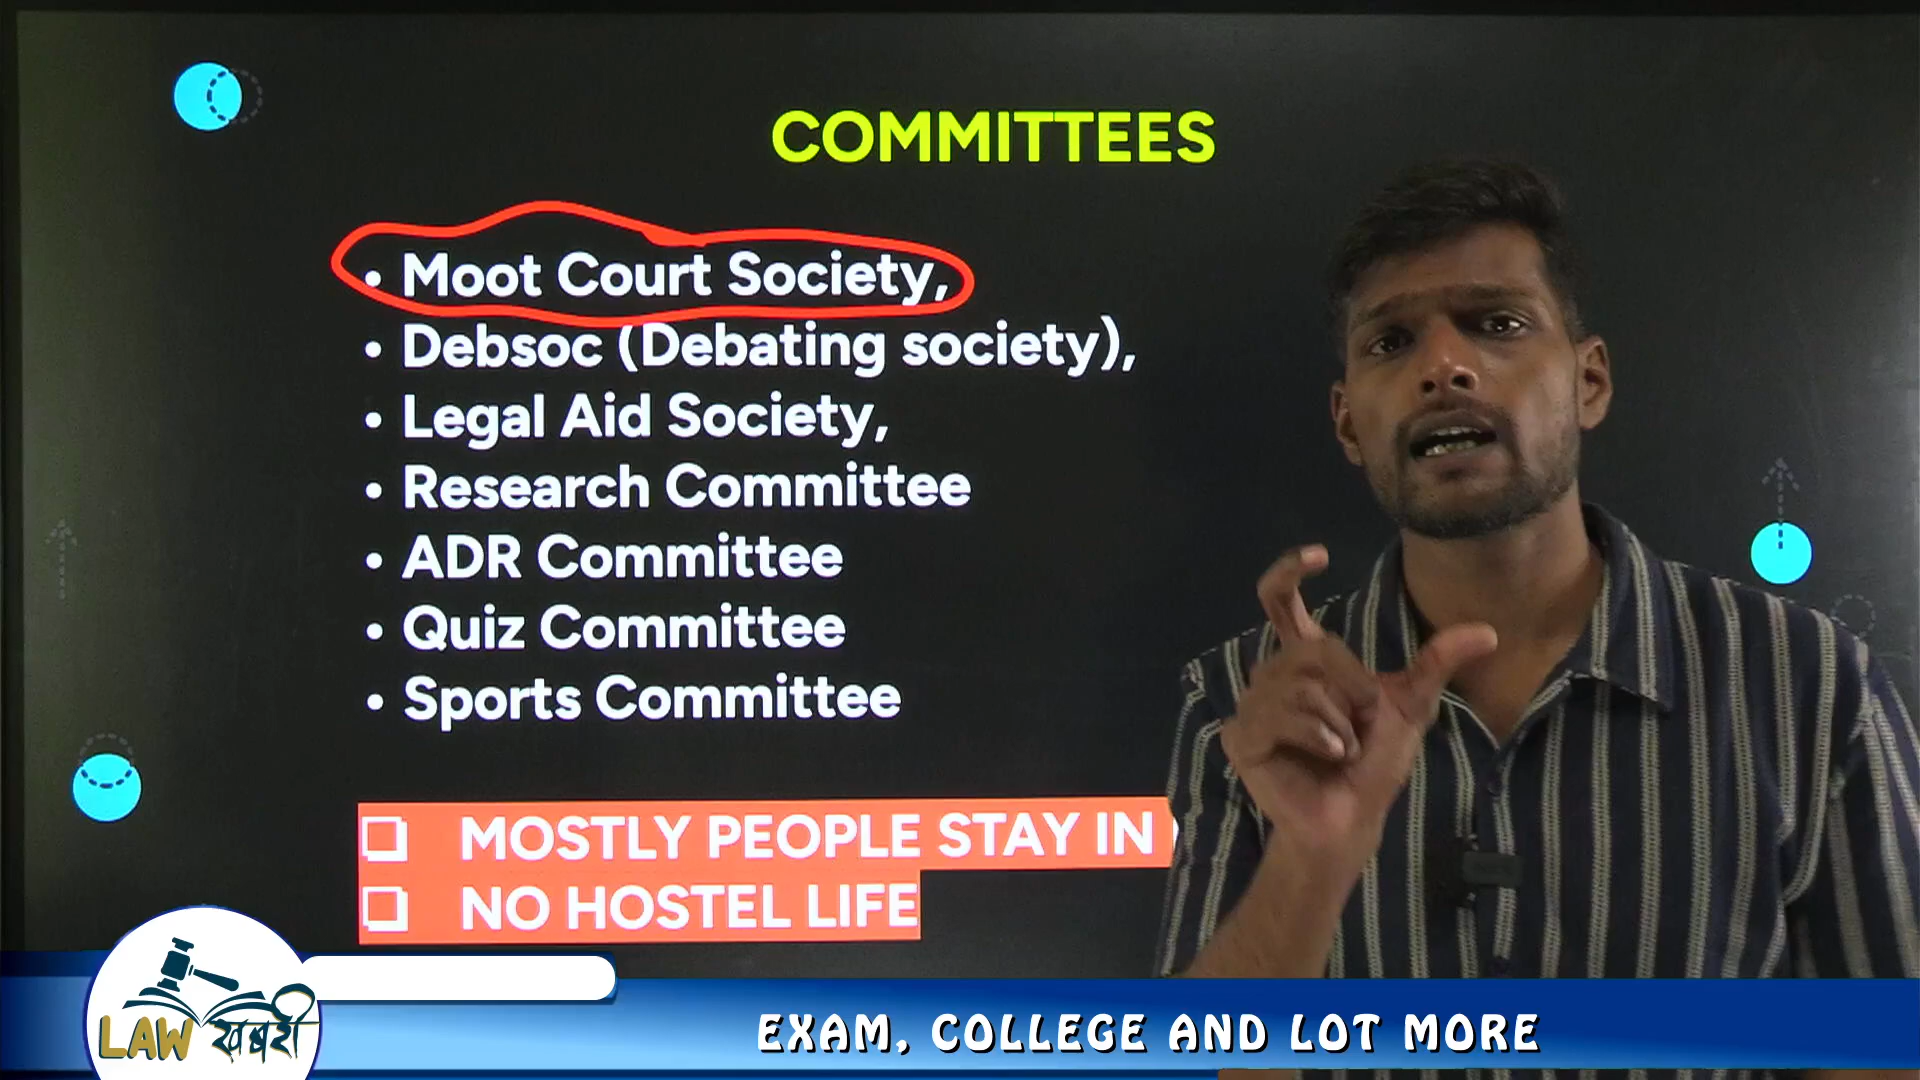 COMMITTEES
• Moot Court Society,
• Debsoc (Debating society),
• Legal Aid Society,
• Research Committee
• ADR Committee
• Quiz Committee
• Sports Committee
❑ MOSTLY PEOPLE STAY IN
❑ NO HOSTEL LIFE
LAW खबरी
EXAM, COLLEGE AND LOT MORE